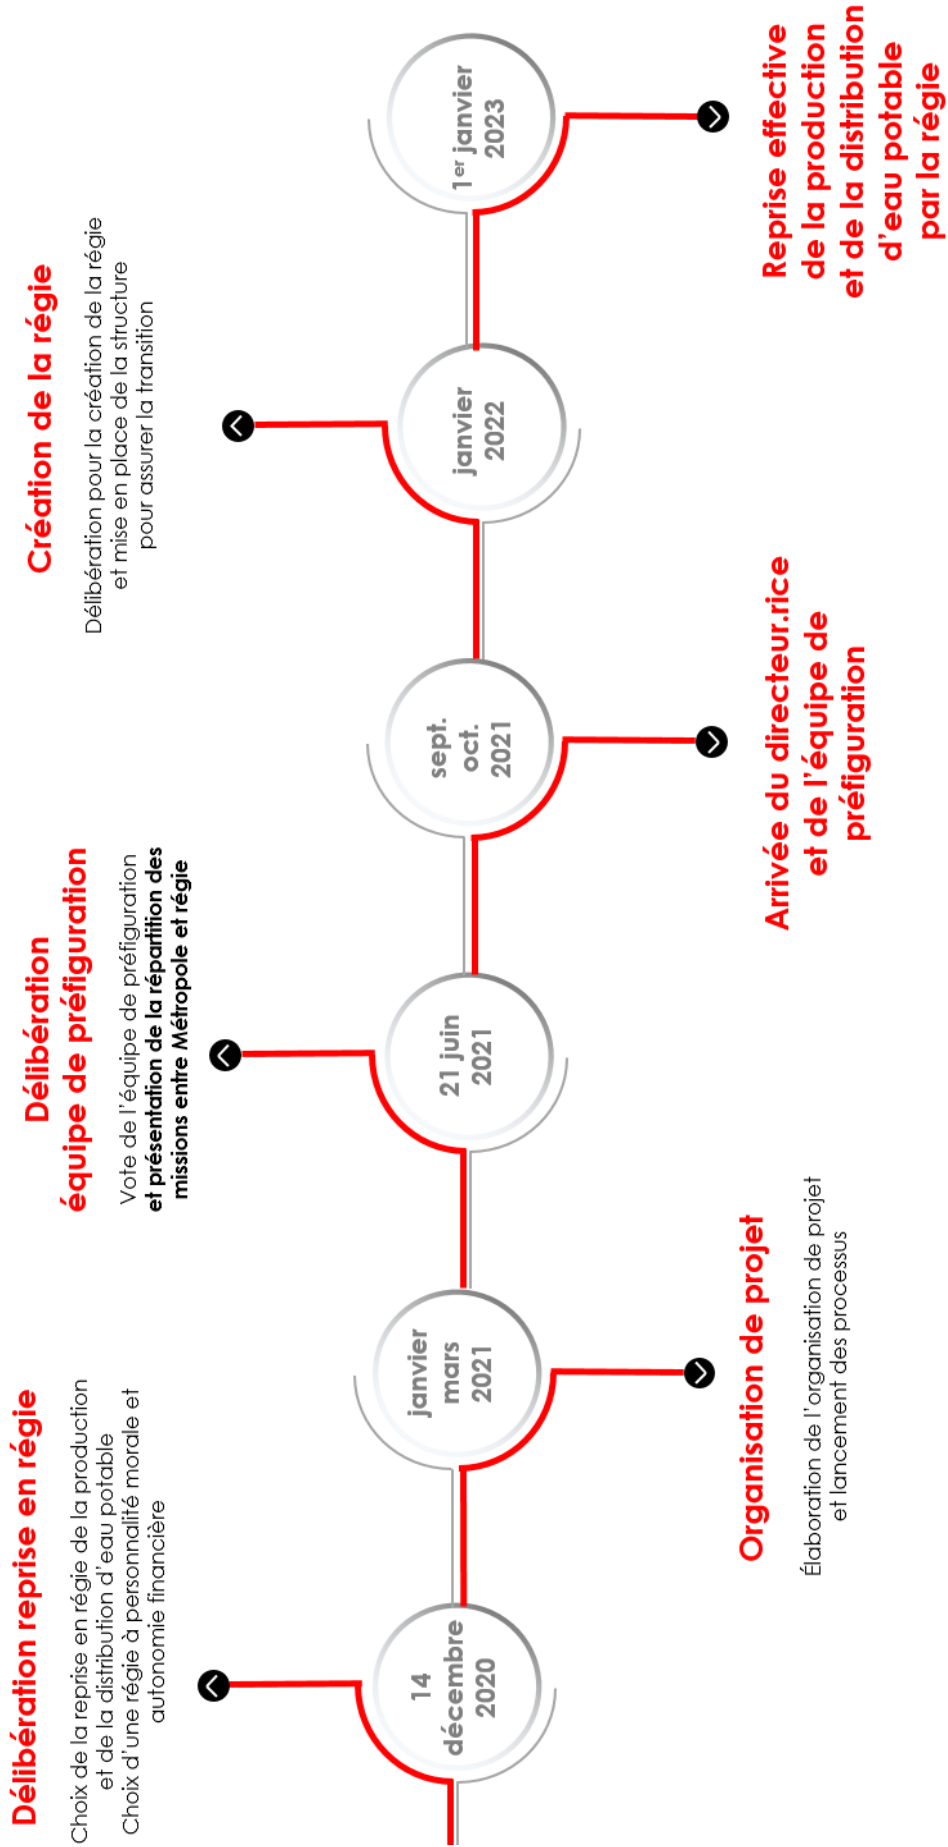 Délibération reprise en régie
Choix de la reprise en régie de la production
et de la distribution d'eau potable
Choix d'une régie à personnalité morale et
autonomie financière
14
décembre
2020
janvier
mars
2021
Organisation de projet
Élaboration de l'organisation de projet
et lancement des processus
Délibération
équipe de préfiguration
Vote de l'équipe de préfiguration
et présentation de la répartition des
missions entre Métropole et régie
21 juin
2021
sept.
oct.
2021
Arrivée du directeur.rice
et de l'équipe de
préfiguration
Création de la régie
Délibération pour la création de la régie
et mise en place de la structure
pour assurer la transition
janvier
2022
1er janvier
2023
Reprise effective
de la production
et de la distribution
d'eau potable
par la régie